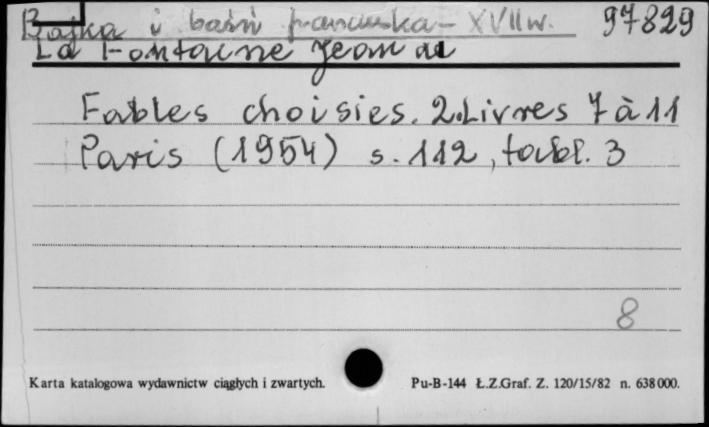 Bajka i baśń francuska - XVII w. 97829
La Fontaine Jean de
Fables choisies. 2. Livres 7 à 11
Paris (1954) s. 112, tabl. 3
8
Karta katalogowa wydawnictw ciągłych i zwartych. Pu-B-144 Ł.Z.Graf. Z. 120/15/82 n. 638000.